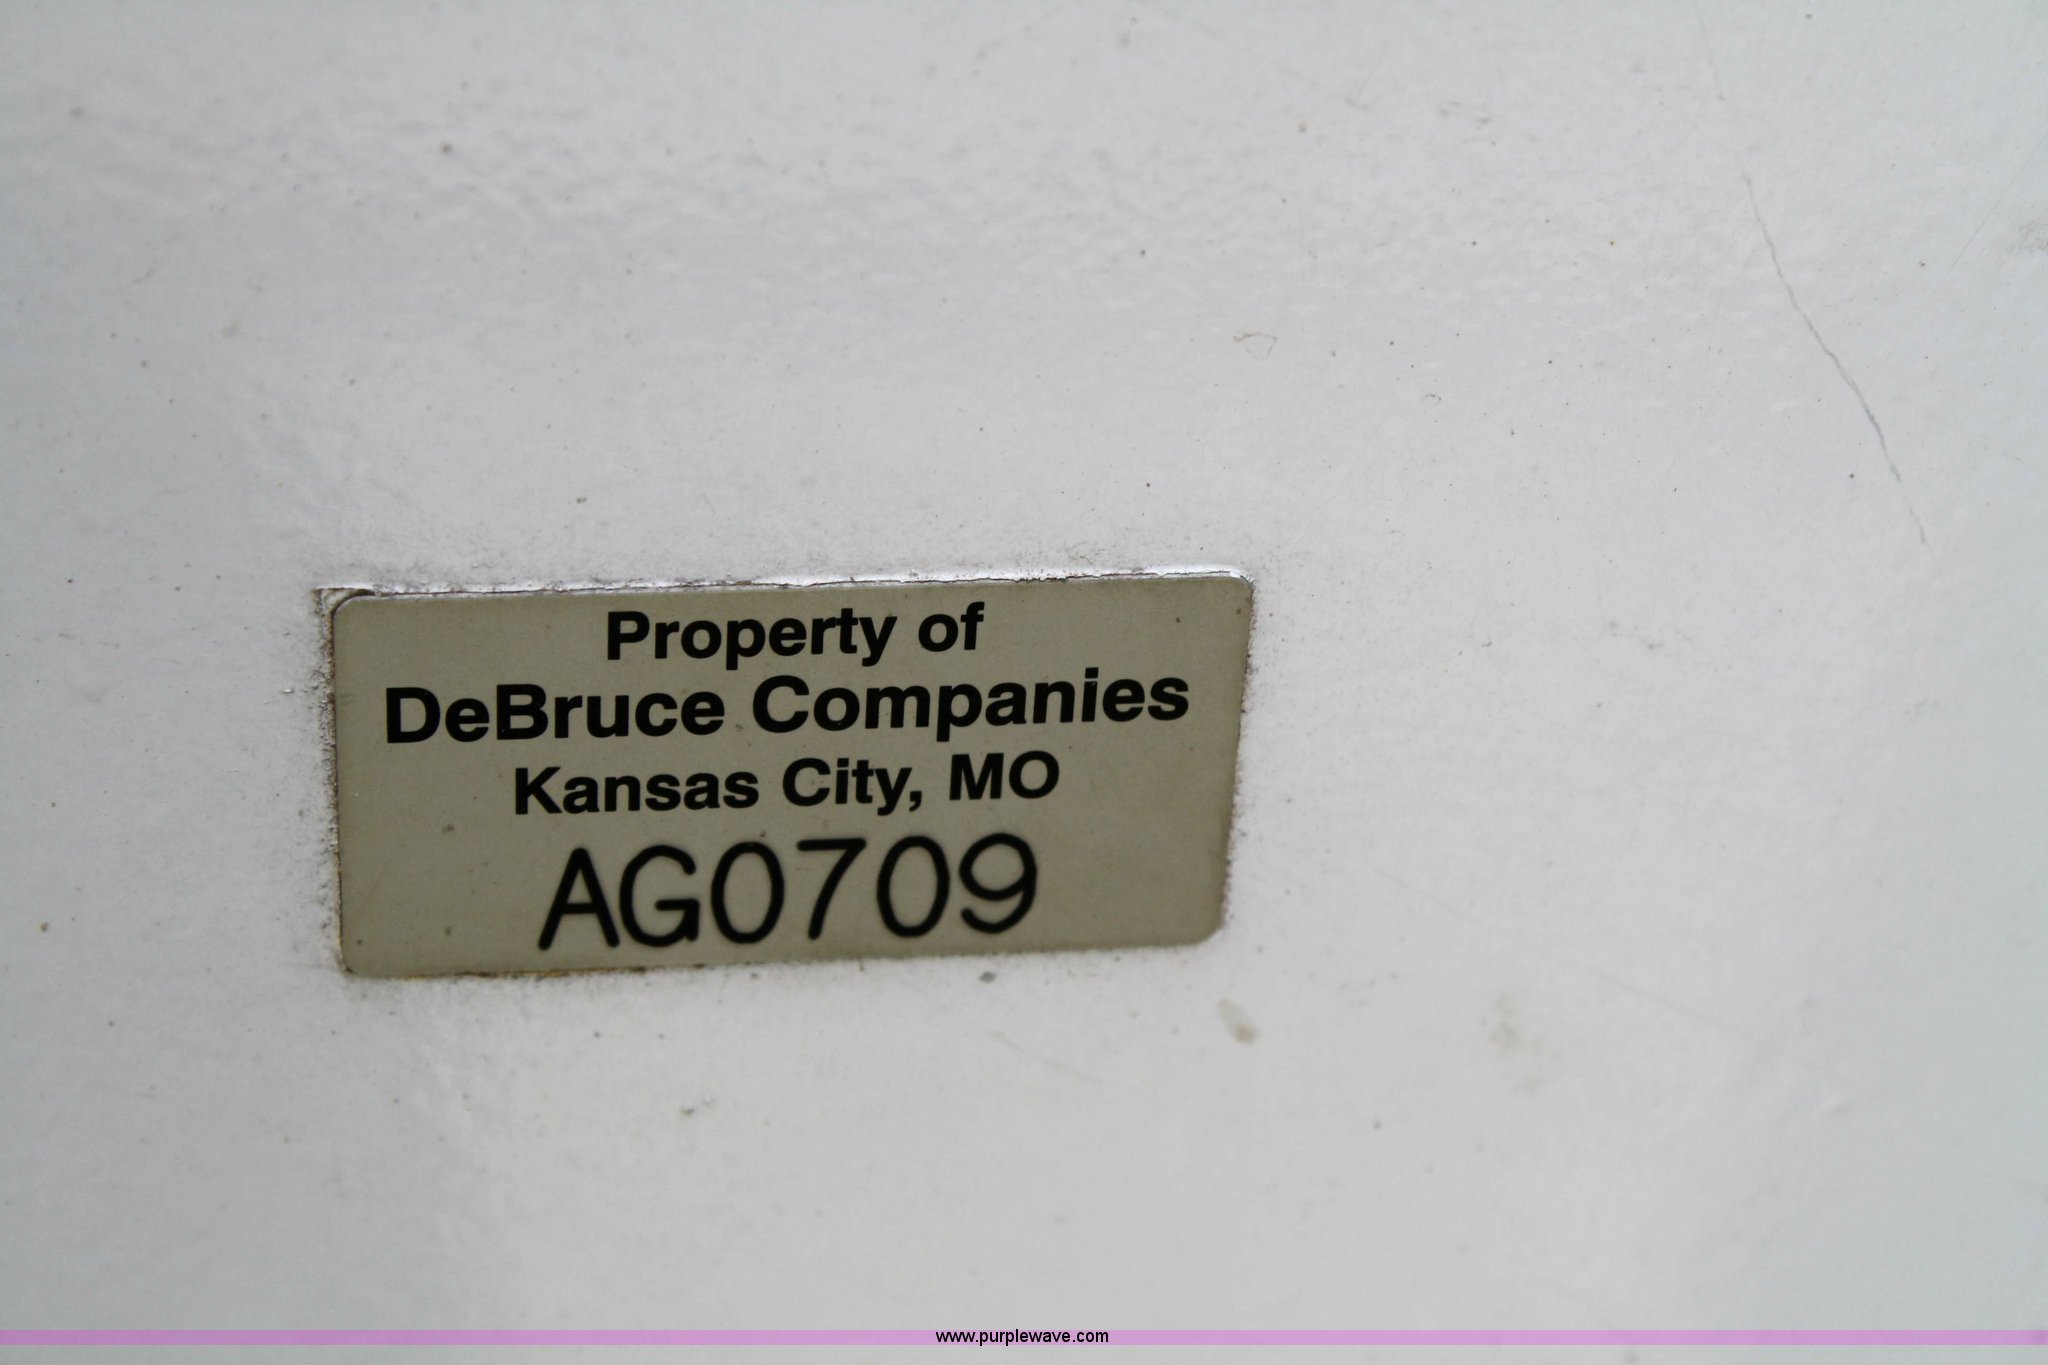 Property of
DeBruce Companies
Kansas City, MO
AG0709
www.purplewave.com